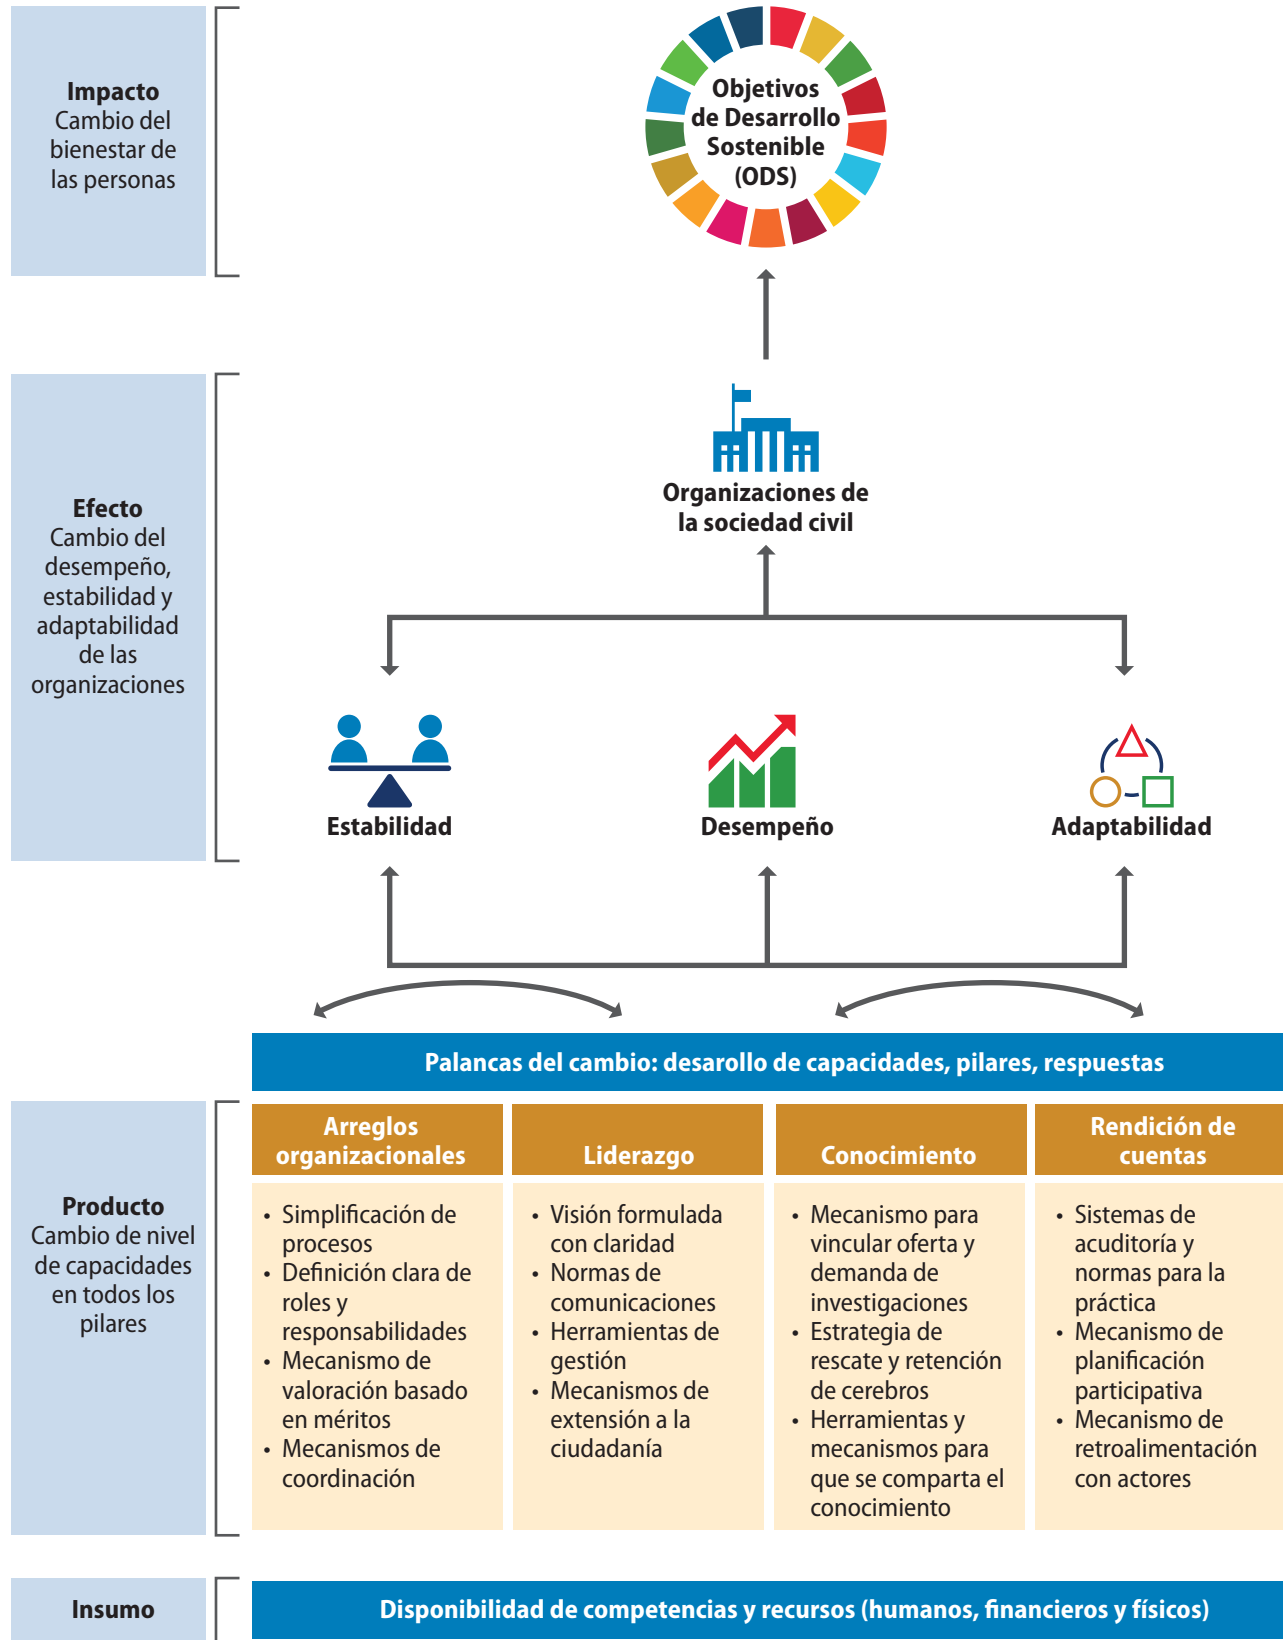 Impacto
Cambio del
bienestar de
las personas
Objetivos
de Desarrollo
Sostenible
(ODS)
Efecto
Cambio del
desempeño,
estabilidad y
adaptabilidad
de las
organizaciones
Organizaciones de
la sociedad civil
Estabilidad
Desempeño
Adaptabilidad
Palancas del cambio: desarollo de capacidades, pilares, respuestas
Producto
Cambio de nivel
de capacidades
en todos los
pilares
Arreglos
organizacionales
• Simplificación de
procesos
• Definición clara de
roles y
responsabilidades
• Mecanismo de
valoración basado
en méritos
• Mecanismos de
coordinación
Liderazgo
• Visión formulada
con claridad
• Normas de
comunicaciones
• Herramientas de
gestión
• Mecanismos de
extensión a la
ciudadanía
Conocimiento
• Mecanismo para
vincular oferta y
demanda de
investigaciones
• Estrategia de
rescate y retención
de cerebros
• Herramientas y
mecanismos para
que se comparta el
conocimiento
Rendición de
cuentas
• Sistemas de
acuditoría y
normas para la
práctica
• Mecanismo de
planificación
participativa
• Mecanismo de
retroalimentación
con actores
Insumo
Disponibilidad de competencias y recursos (humanos, financieros y físicos)